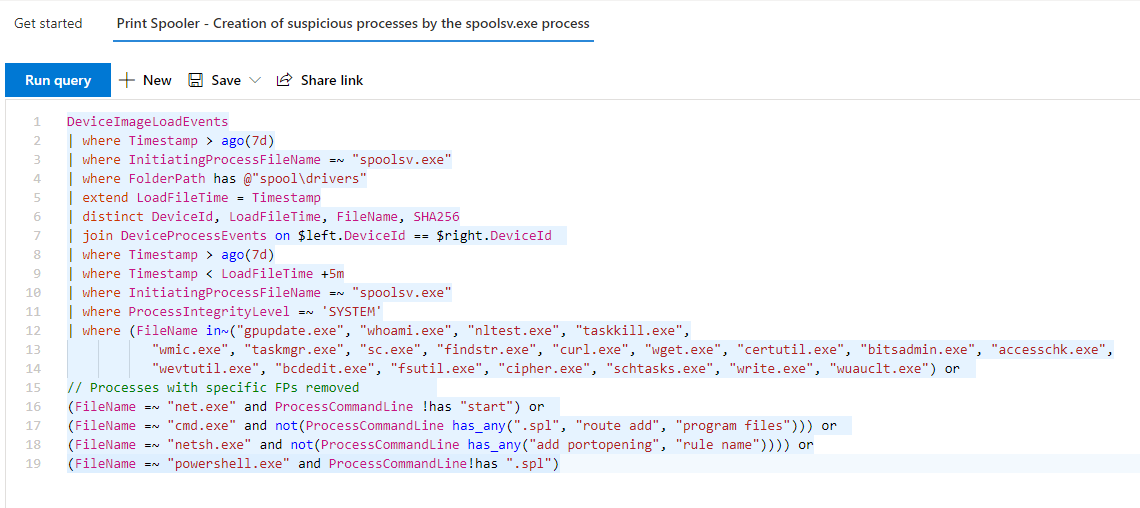 Get started
Print Spooler - Creation of suspicious processes by the spoolsv.exe process
Run query
New
Save
Share link
1 DeviceImageLoadEvents
2 | where Timestamp > ago(7d)
3 | where InitiatingProcessFileName =~ "spoolsv.exe"
4 | where FolderPath has @"spool\drivers"
5 | extend LoadFileTime = Timestamp
6 | distinct DeviceId, LoadFileTime, FileName, SHA256
7 | join DeviceProcessEvents on $left.DeviceId == $right.DeviceId
8 | where Timestamp > ago(7d)
9 | where Timestamp < LoadFileTime +5m
10 | where InitiatingProcessFileName =~ "spoolsv.exe"
11 | where ProcessIntegrityLevel =~ 'SYSTEM'
12 | where (FileName in~("gpupdate.exe", "whoami.exe", "nltest.exe", "taskkill.exe",
13 "wmic.exe", "taskmgr.exe", "sc.exe", "findstr.exe", "curl.exe", "wget.exe", "certutil.exe", "bitsadmin.exe", "accesschk.exe",
14 "wevtutil.exe", "bcdedit.exe", "fsutil.exe", "cipher.exe", "schtasks.exe", "write.exe", "wuauclt.exe") or
15 // Processes with specific FPs removed
16 (FileName =~ "net.exe" and ProcessCommandLine !has "start") or
17 (FileName =~ "cmd.exe" and not(ProcessCommandLine has_any(".spl", "route add", "program files"))) or
18 (FileName =~ "netsh.exe" and not(ProcessCommandLine has_any("add portopening", "rule name")))) or
19 (FileName =~ "powershell.exe" and ProcessCommandLine!has ".spl")